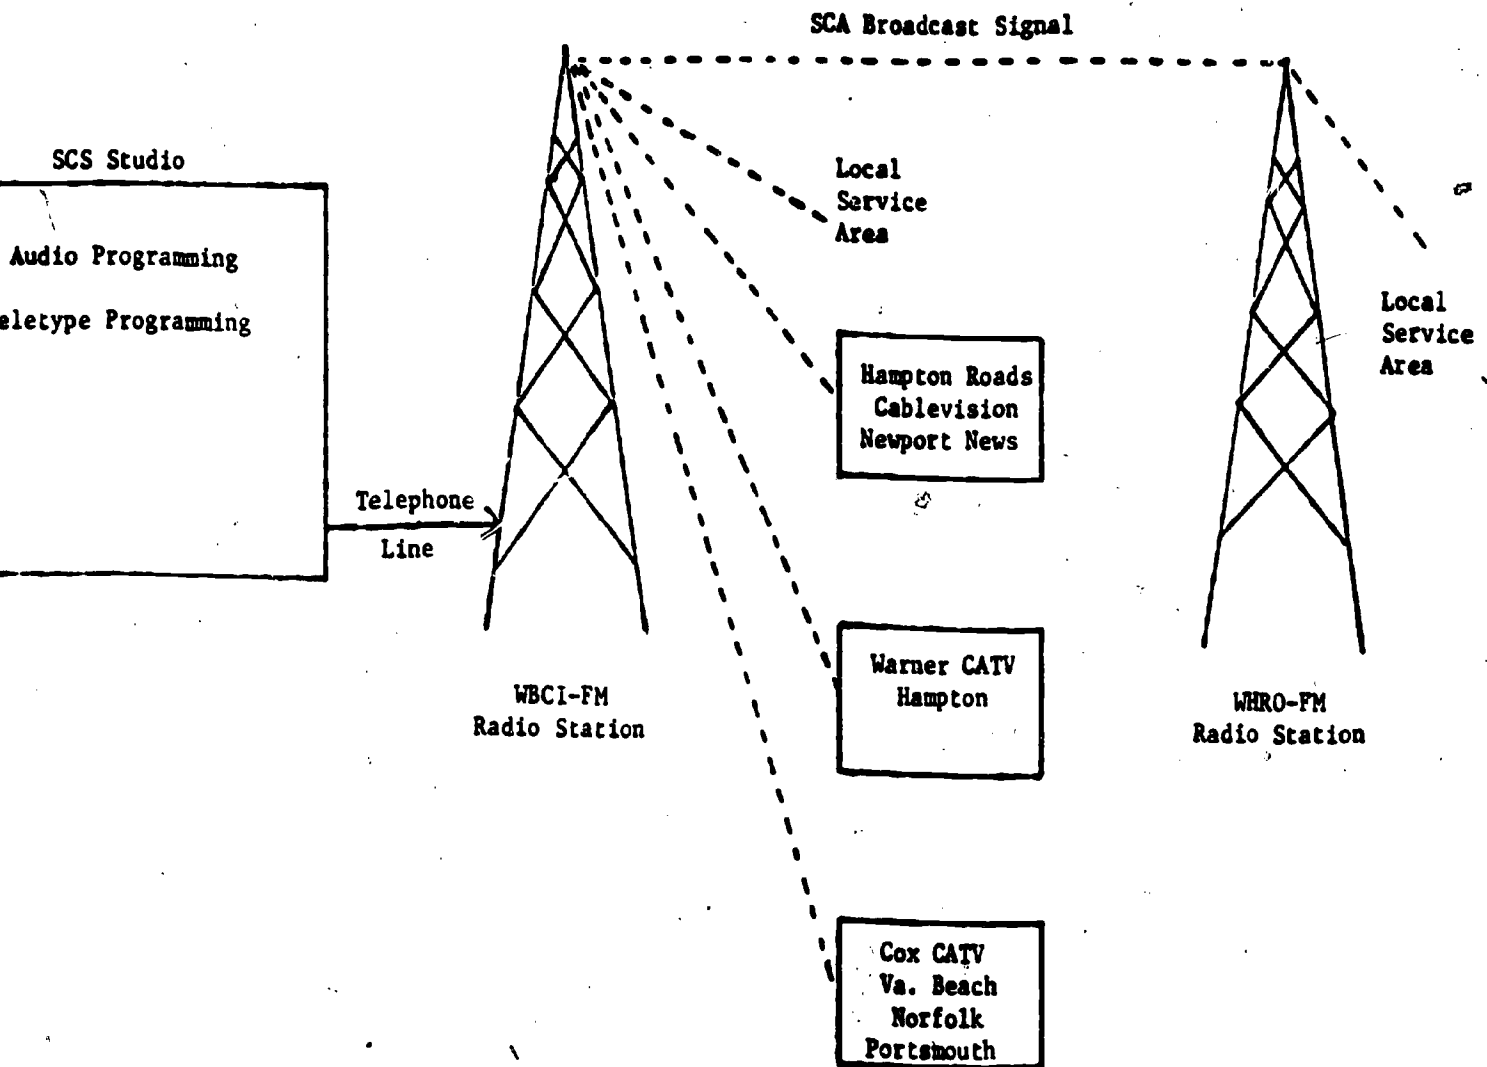 SCA Broadcast Signal
SCS Studio
Audio Programming
eletype Programming
Telephone
Line
WBCI-FM
Radio Station
Local
Service
Area
Hampton Roads
Cablevision
Newport News
Warner CATV
Hampton
Cox CATV
Va. Beach
Norfolk
Portsmouth
WHRO-FM
Radio Station
Local
Service
Area